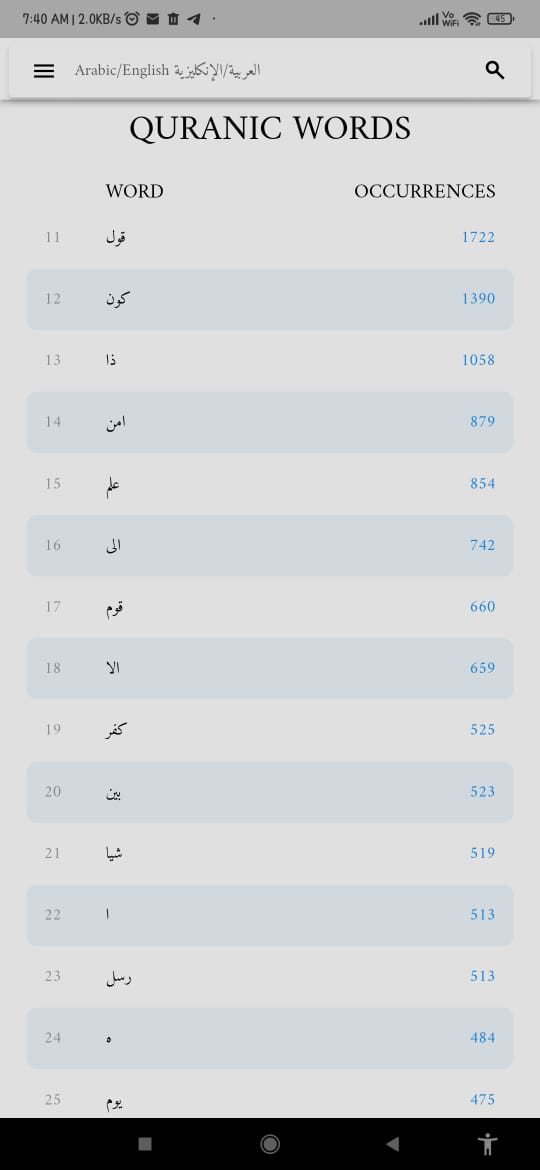 7:40 AM | 2.0KB/s
Vo WiFi
45
Arabic/English العربية/الإنكليزية
QURANIC WORDS
WORD OCCURRENCES
11 قول 1722
12 كون 1390
13 ذا 1058
14 امن 879
15 علم 854
16 الى 742
17 قوم 660
18 الا 659
19 كفر 525
20 بين 523
21 شيا 519
22 ا 513
23 رسل 513
24 ه 484
25 يوم 475